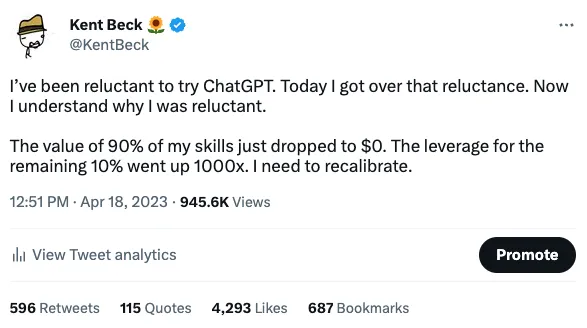 Kent Beck 🌻
@KentBeck
I’ve been reluctant to try ChatGPT. Today I got over that reluctance. Now
I understand why I was reluctant.
The value of 90% of my skills just dropped to $0. The leverage for the
remaining 10% went up 1000x. I need to recalibrate.
12:51 PM · Apr 18, 2023 · 945.6K Views
View Tweet analytics
Promote
596 Retweets 115 Quotes 4,293 Likes 687 Bookmarks